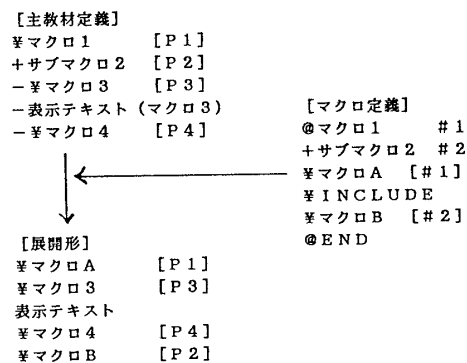 [主教材定義]
¥マクロ1 [P1]
+サブマクロ2 [P2]
-¥マクロ3 [P3]
-表示テキスト(マクロ3)
-¥マクロ4 [P4]
[マクロ定義]
@マクロ1 #1
+サブマクロ2 #2
¥マクロA [#1]
¥INCLUDE
¥マクロB [#2]
@END
[展開形]
¥マクロA [P1]
¥マクロ3 [P3]
表示テキスト
¥マクロ4 [P4]
¥マクロB [P2]